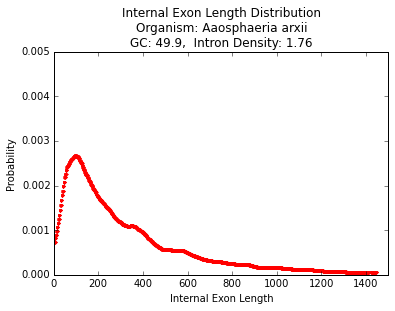 Internal Exon Length Distribution
Organism: Aaosphaeria arxii
GC: 49.9,  Intron Density: 1.76
0.005
0.004
0.003
0.002
0.001
0.000
Probability
0 200 400 600 800 1000 1200 1400
Internal Exon Length